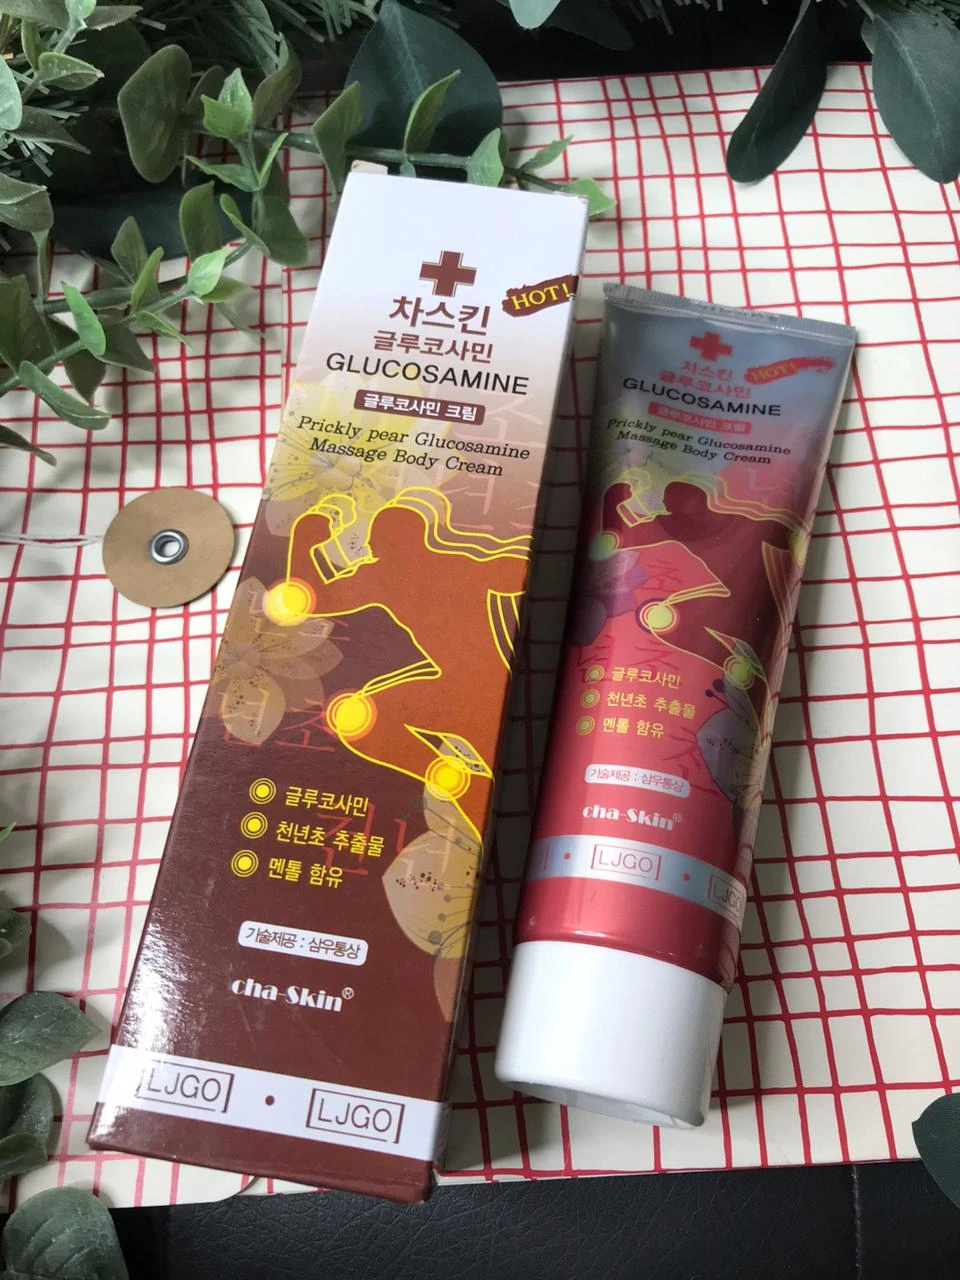 차스킨
HOT!
글루코사민
GLUCOSAMINE
글루코사민 크림
Prickly pear Glucosamine
Massage Body Cream
글루코사민
천년초 추출물
멘톨 함유
기술제공 : 삼우통상
cha-Skin®
LJGO • LJGO
차스킨
HOT!
글루코사민
GLUCOSAMINE
글루코사민 크림
Prickly pear Glucosamine
Massage Body Cream
글루코사민
천년초 추출물
멘톨 함유
기술제공 : 삼우통상
cha-Skin®
LJGO • LJGO